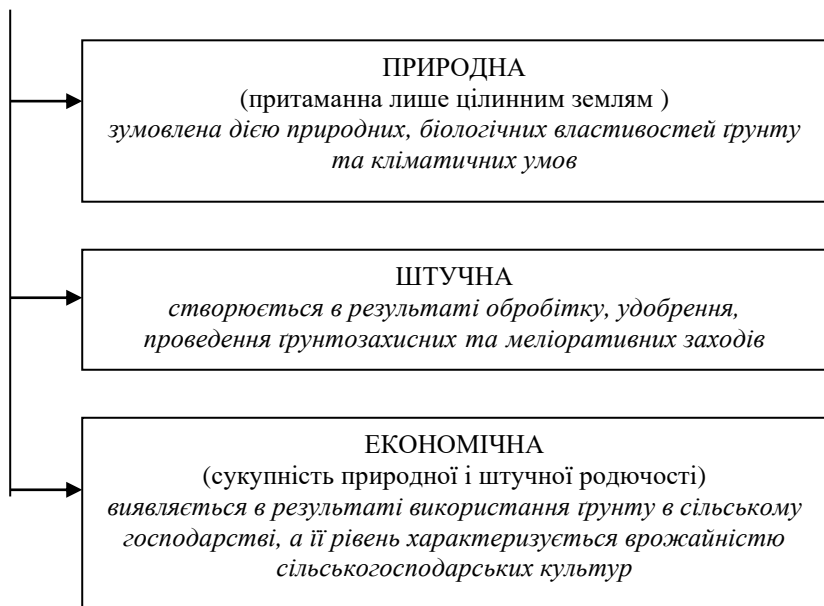 ПРИРОДНА
(притаманна лише цілинним землям )
зумовлена дією природних, біологічних властивостей ґрунту
та кліматичних умов
ШТУЧНА
створюється в результаті обробітку, удобрення,
проведення ґрунтозахисних та меліоративних заходів
ЕКОНОМІЧНА
(сукупність природної і штучної родючості)
виявляється в результаті використання ґрунту в сільському
господарстві, а її рівень характеризується врожайністю
сільськогосподарських культур